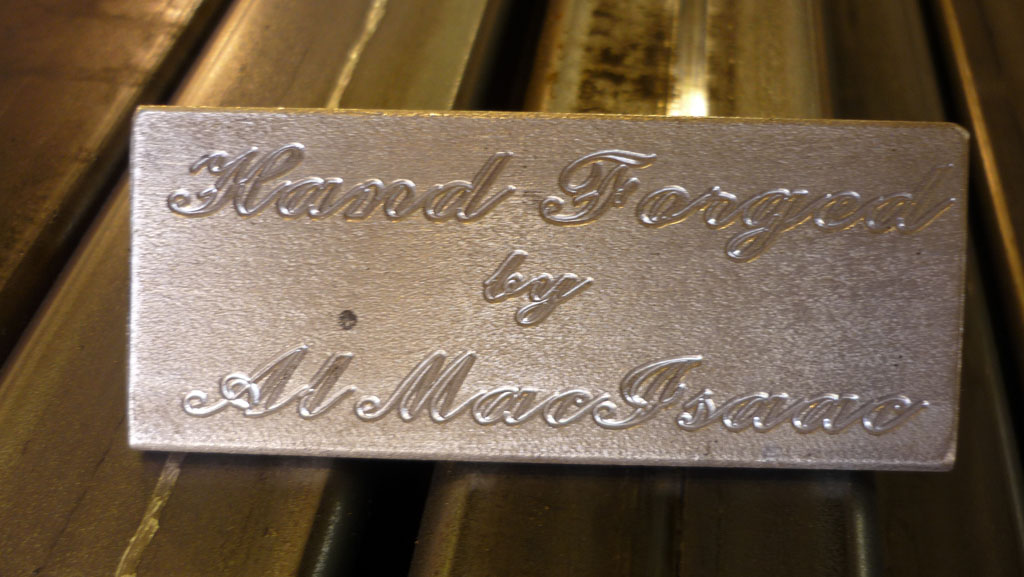 Hand Forged
by
Al MacIsaac